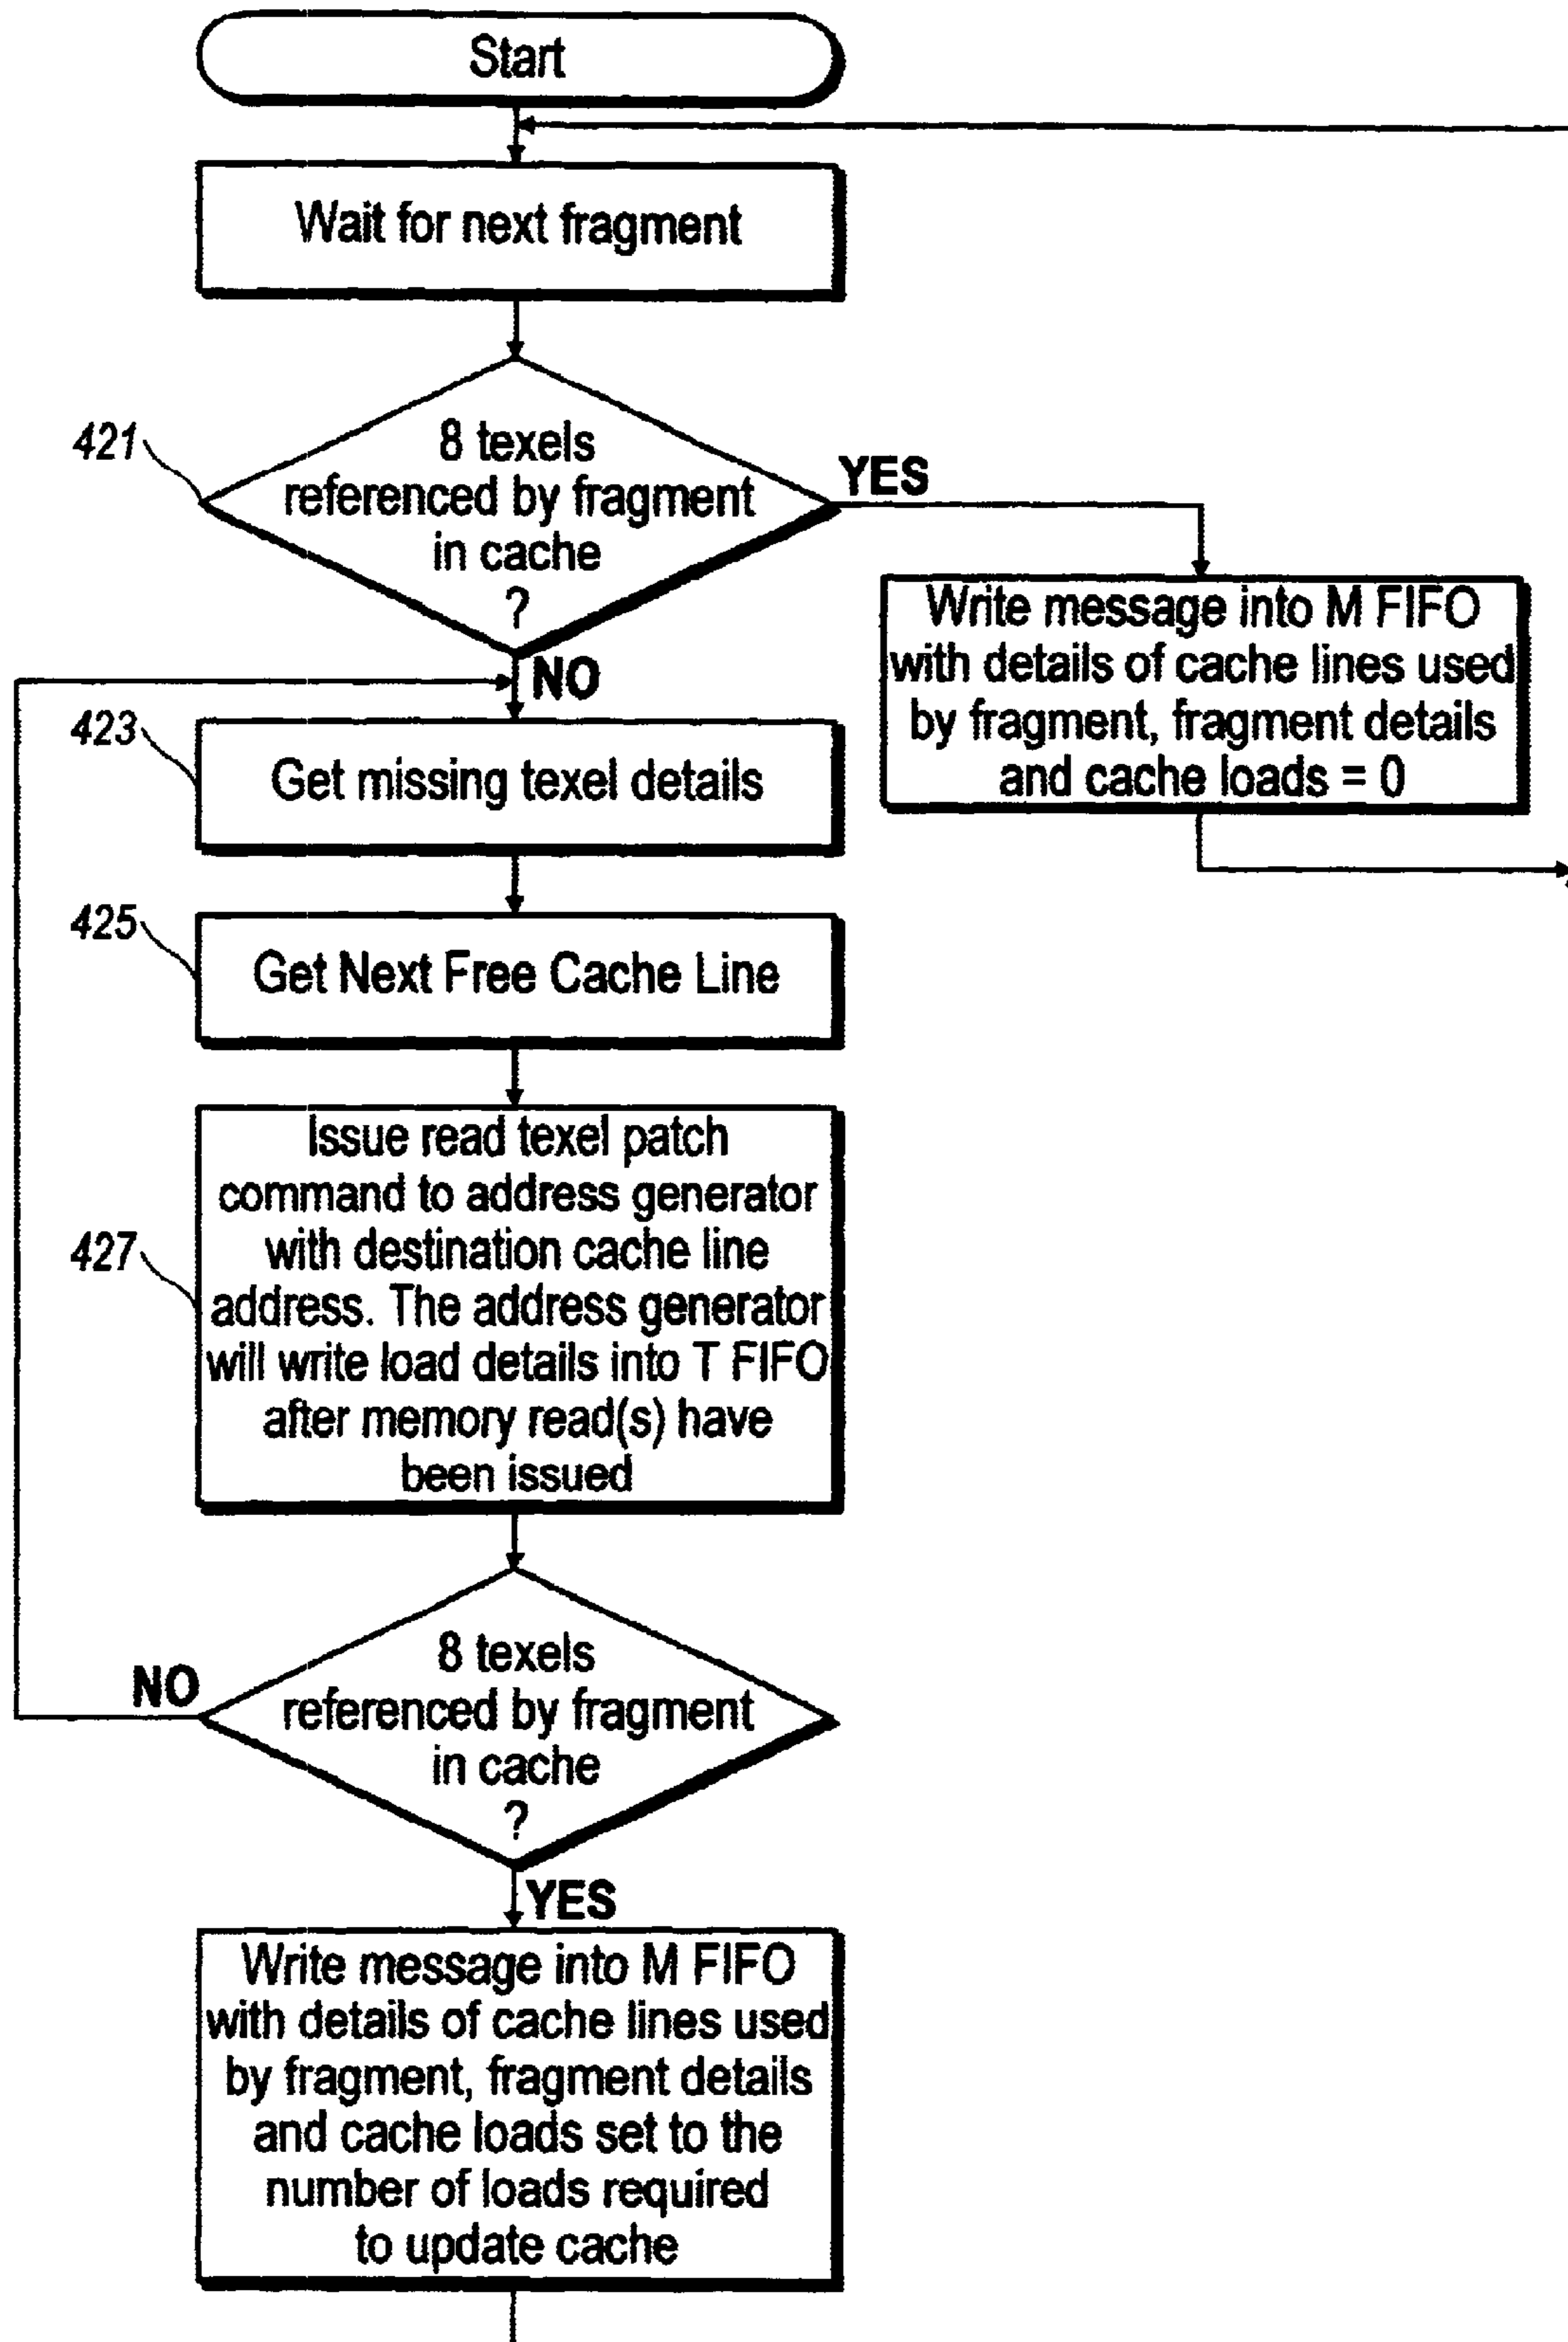 Start
Wait for next fragment
421
8 texels
referenced by fragment
in cache
?
YES
Write message into M FIFO
with details of cache lines used
by fragment, fragment details
and cache loads = 0
NO
423
Get missing texel details
425
Get Next Free Cache Line
427
Issue read texel patch
command to address generator
with destination cache line
address. The address generator
will write load details into T FIFO
after memory read(s) have
been issued
8 texels
referenced by fragment
in cache
?
NO
YES
Write message into M FIFO
with details of cache lines used
by fragment, fragment details
and cache loads set to the
number of loads required
to update cache